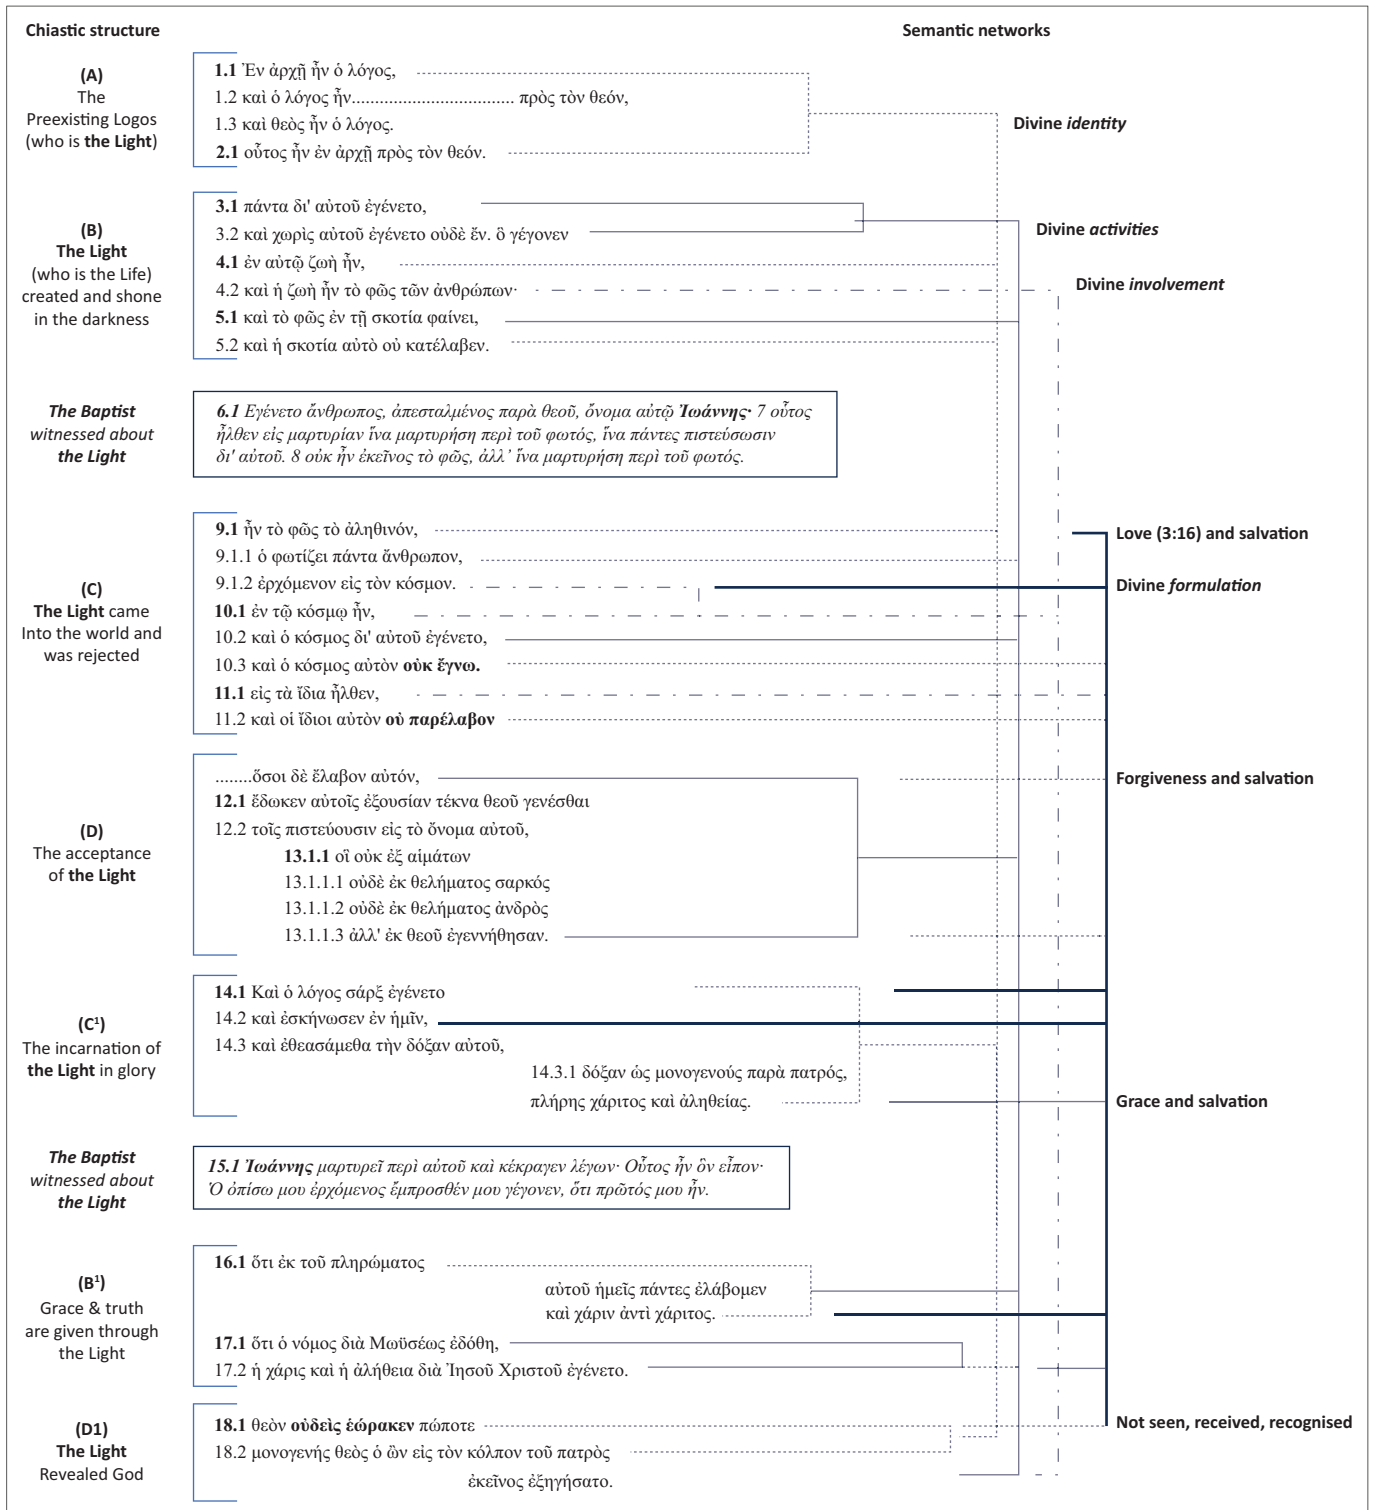 Chiastic structure
Semantic networks
(A)
The
Preexisting Logos
(who is the Light)
1.1 Ἐν ἀρχῇ ἦν ὁ λόγος,
1.2 καὶ ὁ λόγος ἦν................................... πρὸς τὸν θεόν,
1.3 καὶ θεὸς ἦν ὁ λόγος.
2.1 οὗτος ἦν ἐν ἀρχῇ πρὸς τὸν θεόν.
Divine identity
(B)
The Light
(who is the Life)
created and shone
in the darkness
3.1 πάντα δι' αὐτοῦ ἐγένετο,
3.2 καὶ χωρὶς αὐτοῦ ἐγένετο οὐδὲ ἕν. ὃ γέγονεν
4.1 ἐν αὐτῷ ζωὴ ἦν,
4.2 καὶ ἡ ζωὴ ἦν τὸ φῶς τῶν ἀνθρώπων·
5.1 καὶ τὸ φῶς ἐν τῇ σκοτίᾳ φαίνει,
5.2 καὶ ἡ σκοτία αὐτὸ οὐ κατέλαβεν.
Divine activities
Divine involvement
The Baptist
witnessed about
the Light
6.1 Εγένετο ἄνθρωπος, ἀπεσταλμένος παρὰ θεοῦ, ὄνομα αὐτῷ Ἰωάννης· 7 οὗτος
ἦλθεν εἰς μαρτυρίαν ἵνα μαρτυρήσῃ περὶ τοῦ φωτός, ἵνα πάντες πιστεύσωσιν
δι' αὐτοῦ. 8 οὐκ ἦν ἐκεῖνος τὸ φῶς, ἀλλ' ἵνα μαρτυρήσῃ περὶ τοῦ φωτός.
(C)
The Light came
Into the world and
was rejected
9.1 ἦν τὸ φῶς τὸ ἀληθινόν,
9.1.1 ὁ φωτίζει πάντα ἄνθρωπον,
9.1.2 ἐρχόμενον εἰς τὸν κόσμον.
10.1 ἐν τῷ κόσμῳ ἦν,
10.2 καὶ ὁ κόσμος δι' αὐτοῦ ἐγένετο,
10.3 καὶ ὁ κόσμος αὐτὸν οὐκ ἔγνω.
11.1 εἰς τὰ ἴδια ἦλθεν,
11.2 καὶ οἱ ἴδιοι αὐτὸν οὐ παρέλαβον
Love (3:16) and salvation
Divine formulation
(D)
The acceptance
of the Light
........ὅσοι δὲ ἔλαβον αὐτόν,
12.1 ἔδωκεν αὐτοῖς ἐξουσίαν τέκνα θεοῦ γενέσθαι
12.2 τοῖς πιστεύουσιν εἰς τὸ ὄνομα αὐτοῦ,
13.1.1 οἳ οὐκ ἐξ αἱμάτων
13.1.1.1 οὐδὲ ἐκ θελήματος σαρκός
13.1.1.2 οὐδὲ ἐκ θελήματος ἀνδρὸς
13.1.1.3 ἀλλ' ἐκ θεοῦ ἐγεννήθησαν.
Forgiveness and salvation
(C¹)
The incarnation of
the Light in glory
14.1 Καὶ ὁ λόγος σάρξ ἐγένετο
14.2 καὶ ἐσκήνωσεν ἐν ἡμῖν,
14.3 καὶ ἐθεασάμεθα τὴν δόξαν αὐτοῦ,
14.3.1 δόξαν ὡς μονογενούς παρὰ πατρός,
πλήρης χάριτος καὶ ἀληθείας.
Grace and salvation
The Baptist
witnessed about
the Light
15.1 Ἰωάννης μαρτυρεῖ περὶ αὐτοῦ καὶ κέκραγεν λέγων· Οὗτος ἦν ὃν εἶπον·
Ὁ ὀπίσω μου ἐρχόμενος ἔμπροσθέν μου γέγονεν, ὅτι πρῶτός μου ἦν.
(B¹)
Grace & truth
are given through
the Light
16.1 ὅτι ἐκ τοῦ πληρώματος
αὐτοῦ ἡμεῖς πάντες ἐλάβομεν
καὶ χάριν ἀντὶ χάριτος.
17.1 ὅτι ὁ νόμος διὰ Μωϋσέως ἐδόθη,
17.2 ἡ χάρις καὶ ἡ ἀλήθεια διὰ Ἰησοῦ Χριστοῦ ἐγένετο.
(D1)
The Light
Revealed God
18.1 θεὸν οὐδεὶς ἑώρακεν πώποτε
18.2 μονογενής θεὸς ὁ ὢν εἰς τὸν κόλπον τοῦ πατρὸς
ἐκεῖνος ἐξηγήσατο.
Not seen, received, recognised